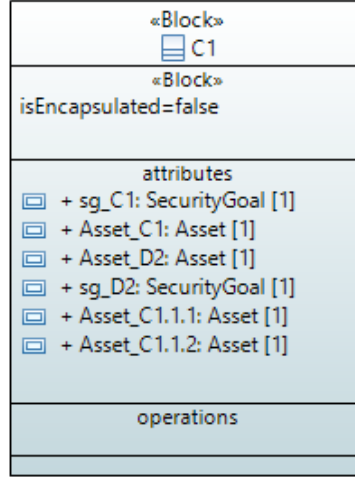 «Block»
C1
«Block»
isEncapsulated=false
attributes
+ sg_C1: SecurityGoal [1]
+ Asset_C1: Asset [1]
+ Asset_D2: Asset [1]
+ sg_D2: SecurityGoal [1]
+ Asset_C1.1.1: Asset [1]
+ Asset_C1.1.2: Asset [1]
operations